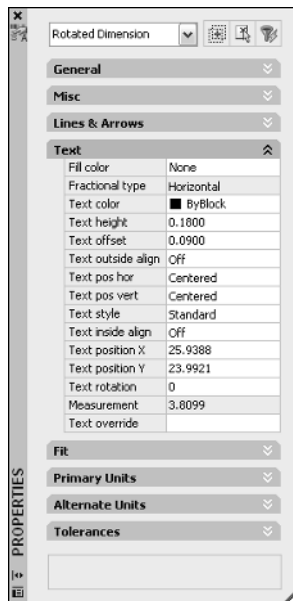 Rotated Dimension
General
Misc
Lines & Arrows
Text
Fill color None
Fractional type Horizontal
Text color ByBlock
Text height 0.1800
Text offset 0.0900
Text outside align Off
Text pos hor Centered
Text pos vert Centered
Text style Standard
Text inside align Off
Text position X 25.9388
Text position Y 23.9921
Text rotation 0
Measurement 3.8099
Text override
Fit
Primary Units
Alternate Units
Tolerances
PROPERTIES